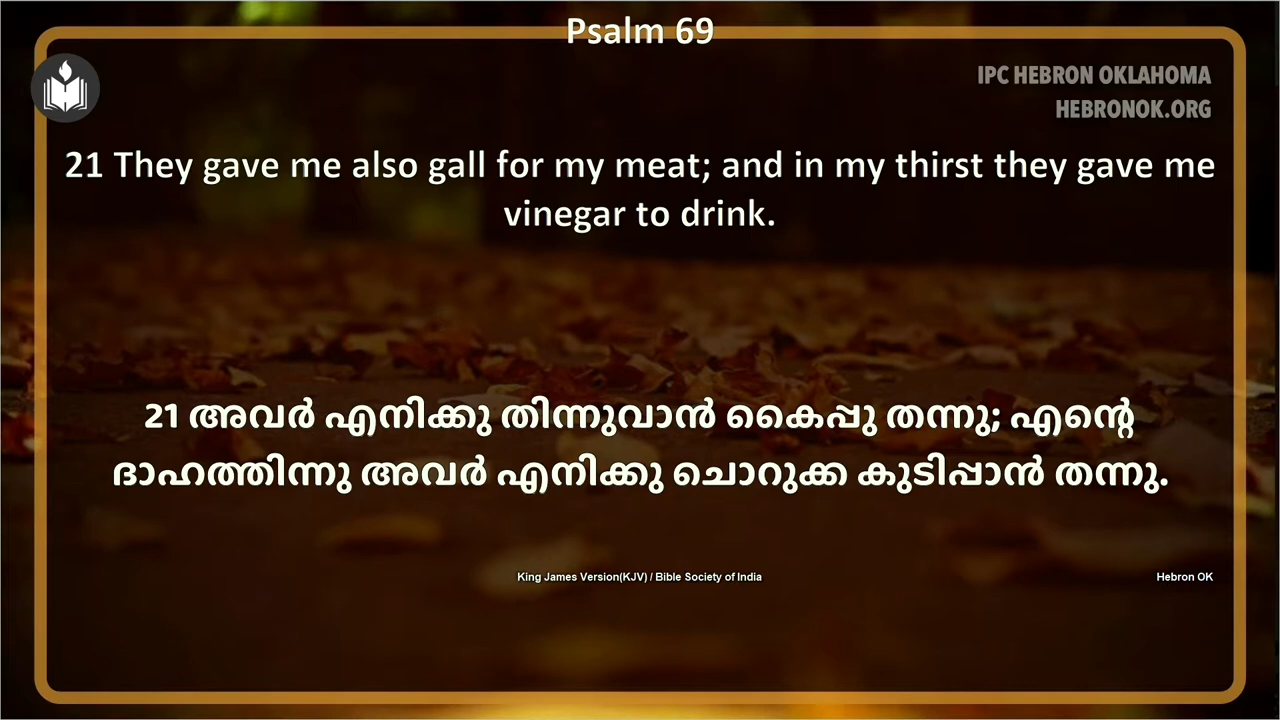 Psalm 69
IPC HEBRON OKLAHOMA
HEBRONOK.ORG
21 They gave me also gall for my meat; and in my thirst they gave me
vinegar to drink.
21 അവർ എനിക്കു തിന്നുവാൻ കൈപ്പു തന്നു; എന്റെ
ദാഹത്തിന്നു അവർ എനിക്കു ചൊറുക്ക കുടിപ്പാൻ തന്നു.
King James Version(KJV) / Bible Society of India
Hebron OK